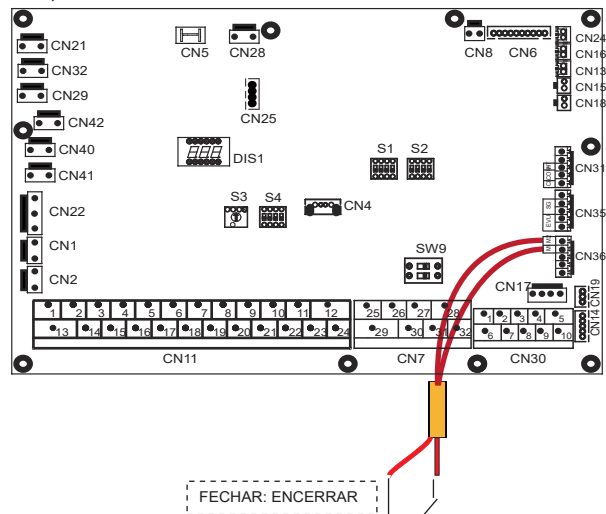 CN21
CN5
CN28
CN8
CN6
CN24
CN16
CN32
CN13
CN29
CN15
CN25
CN18
CN42
CN40
DIS1
S1
S2
CN41
CN31
CN22
S3
S4
CN4
SG
EVU
CN35
CN1
SW9
M1 M2
CN36
CN2
CN17
CN19
1 2 3 4 5 6 7 8 9 10 11 12
25 26 27 28
1 2 3 4 5
13 14 15 16 17 18 19 20 21 22 23 24
29 30 31 32
6 7 8 9 10
CN14
CN11
CN7
CN30
FECHAR: ENCERRAR